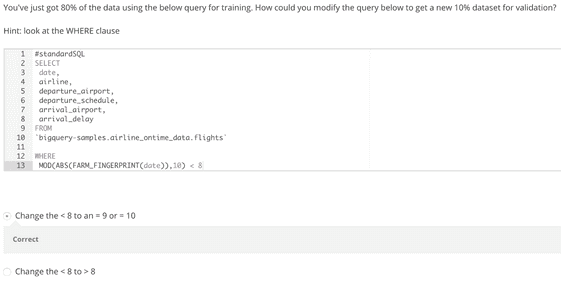 You've just got 80% of the data using the below query for training. How could you modify the query below to get a new 10% dataset for validation?
Hint: look at the WHERE clause
1 #standardSQL
2 SELECT
3 date,
4 airline,
5 departure_airport,
6 departure_schedule,
7 arrival_airport,
8 arrival_delay
9 FROM
10 `bigquery-samples.airline_ontime_data.flights`
11
12 WHERE
13 MOD(ABS(FARM_FINGERPRINT(date)),10) < 8
Change the < 8 to an = 9 or = 10
Correct
Change the < 8 to > 8